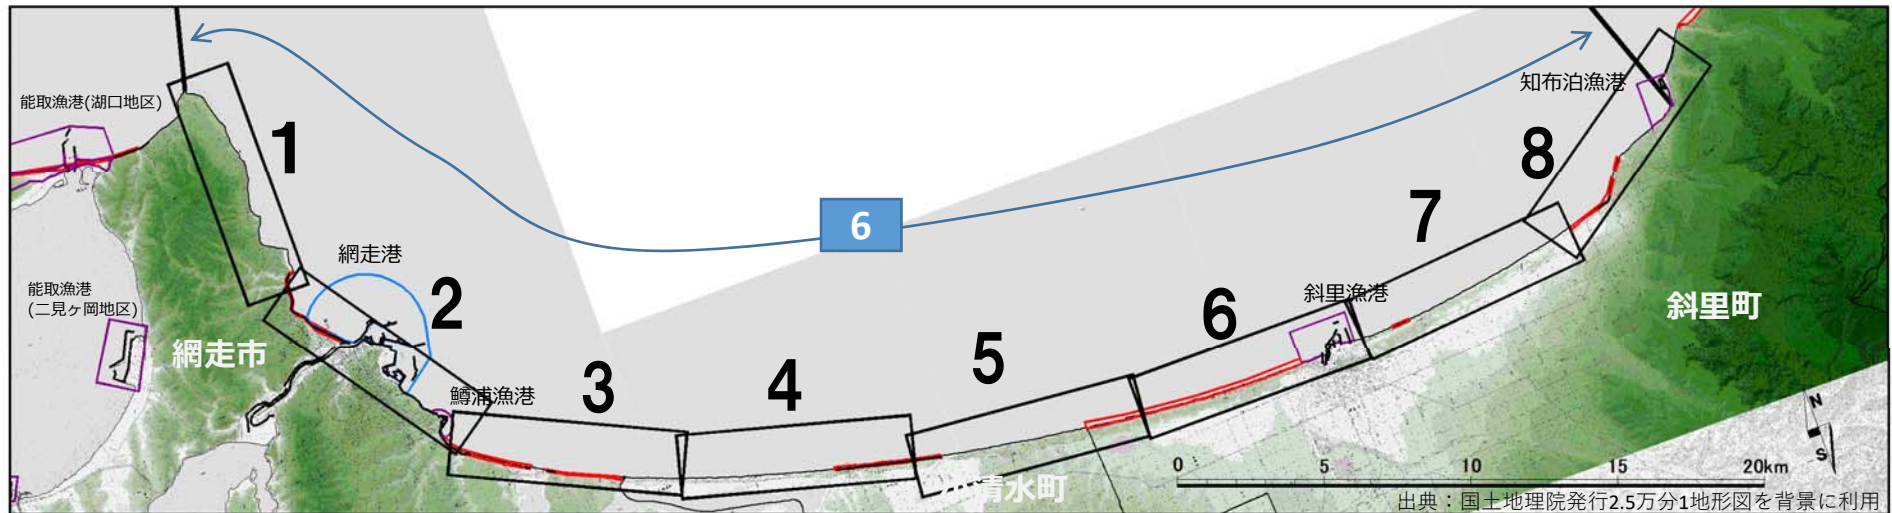 知布泊漁港
能取漁港(湖口地区)
1
8
7
6
網走港
能取漁港
(二見ヶ岡地区)
2
斜里漁港
6
斜里町
網走市
5
3
4
鱒浦漁港
N
S
0 5 10 15 20km
清水町
出典：国土地理院発行2.5万分1地形図を背景に利用